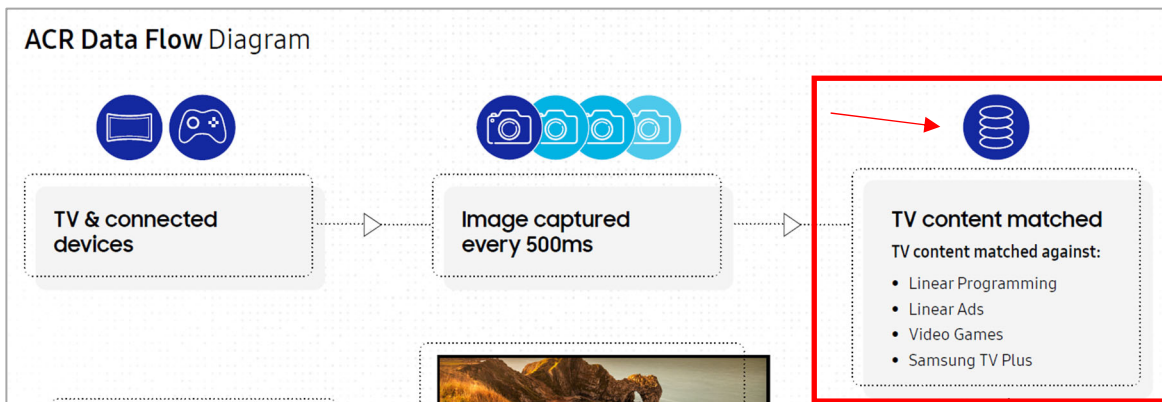 ACR Data Flow Diagram
TV & connected
devices
Image captured
every 500ms
TV content matched
TV content matched against:
• Linear Programming
• Linear Ads
• Video Games
• Samsung TV Plus